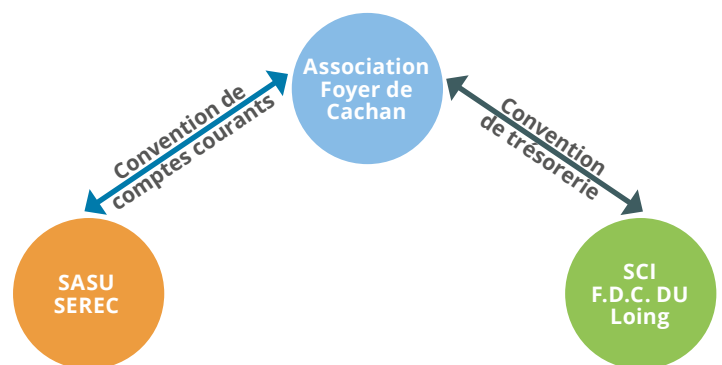 Association
Foyer de
Cachan
Convention de
comptes courants
Convention
de trésorerie
SASU
SEREC
SCI
F.D.C. DU
Loing